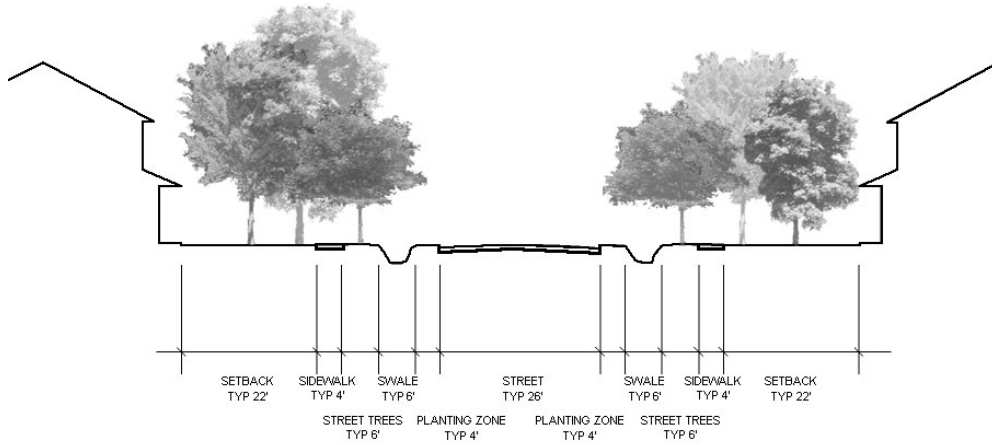 SETBACK SIDEWALK SWALE STREET SWALE SIDEWALK SETBACK
TYP 22' TYP 4' TYP 6' TYP 26' TYP 6' TYP 4' TYP 22'
STREET TREES PLANTING ZONE PLANTING ZONE STREET TREES
TYP 6' TYP 4' TYP 4' TYP 6'